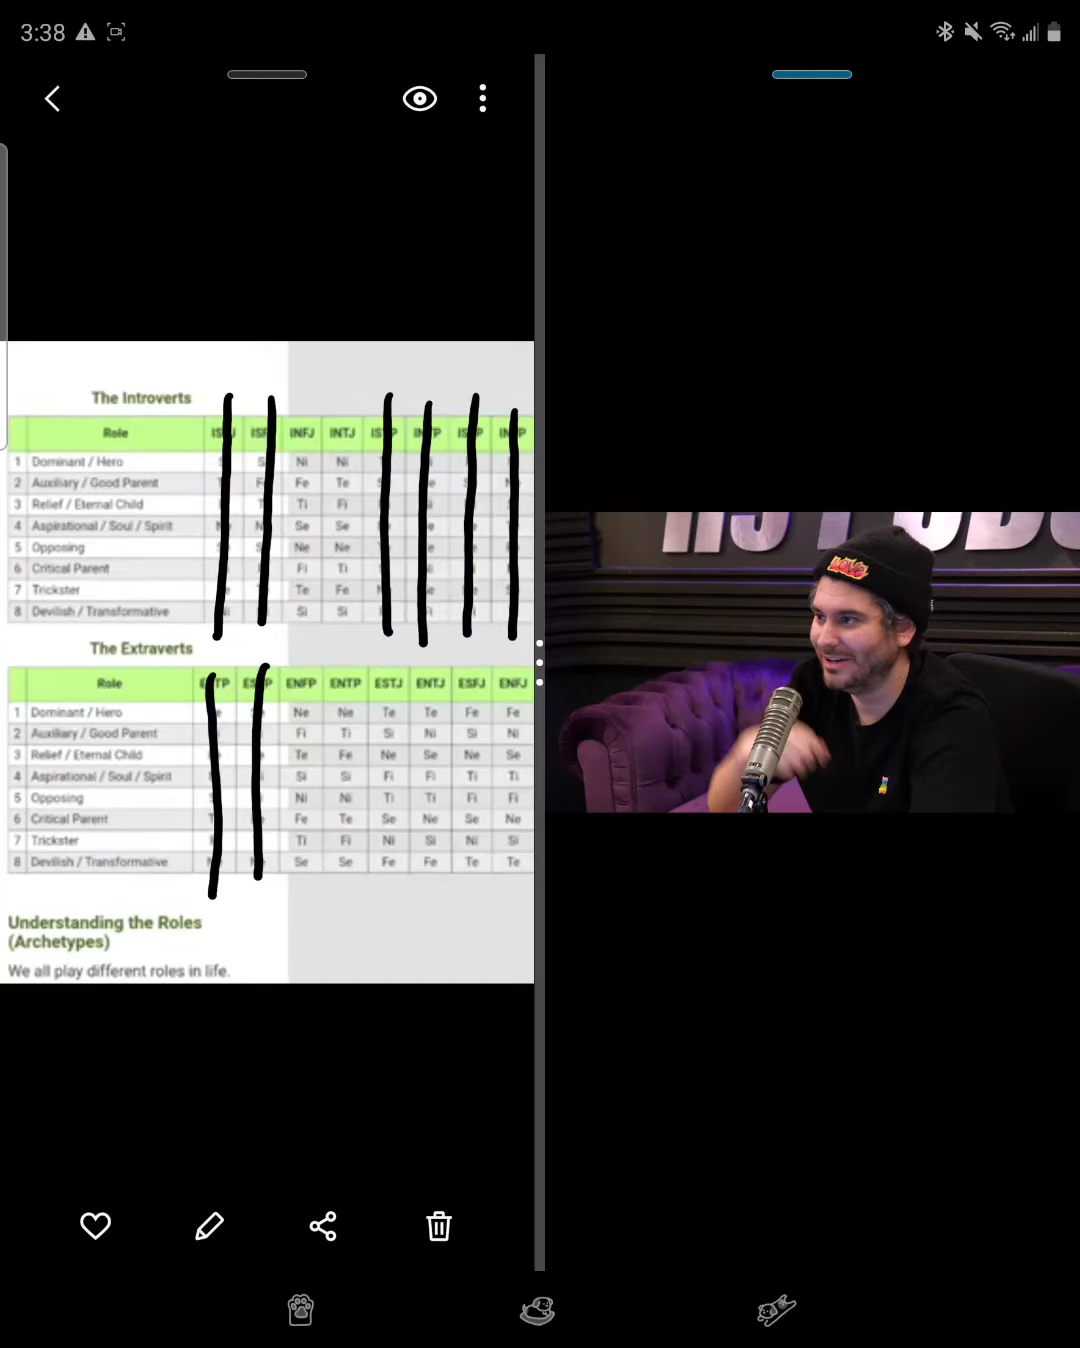 3:38
The Introverts
Role INFJ INTJ
1 Dominant / Hero Ni Ni
2 Auxiliary / Good Parent Fe Te
3 Relief / Eternal Child Ti Fi
4 Aspirational / Soul / Spirit Se Se
5 Opposing Ne Ne
6 Critical Parent Fi Ti
7 Trickster Te Fe
8 Devilish / Transformative Si Si
The Extraverts
Role ENFP ENTP ESTJ ENTJ ESFJ ENFJ
1 Dominant / Hero Ne Ne Te Te Fe Fe
2 Auxiliary / Good Parent Fi Ti Si Ni Si Ni
3 Relief / Eternal Child Te Fe Ne Se Ne Se
4 Aspirational / Soul / Spirit Si Si Fi Fi Ti Ti
5 Opposing Ni Ni Ti Ti Fi Fi
6 Critical Parent Fe Te Se Ne Se Ne
7 Trickster Ti Fi Ni Si Ni Si
8 Devilish / Transformative Se Se Fe Fe Te Te
Understanding the Roles
(Archetypes)
We all play different roles in life.
Love